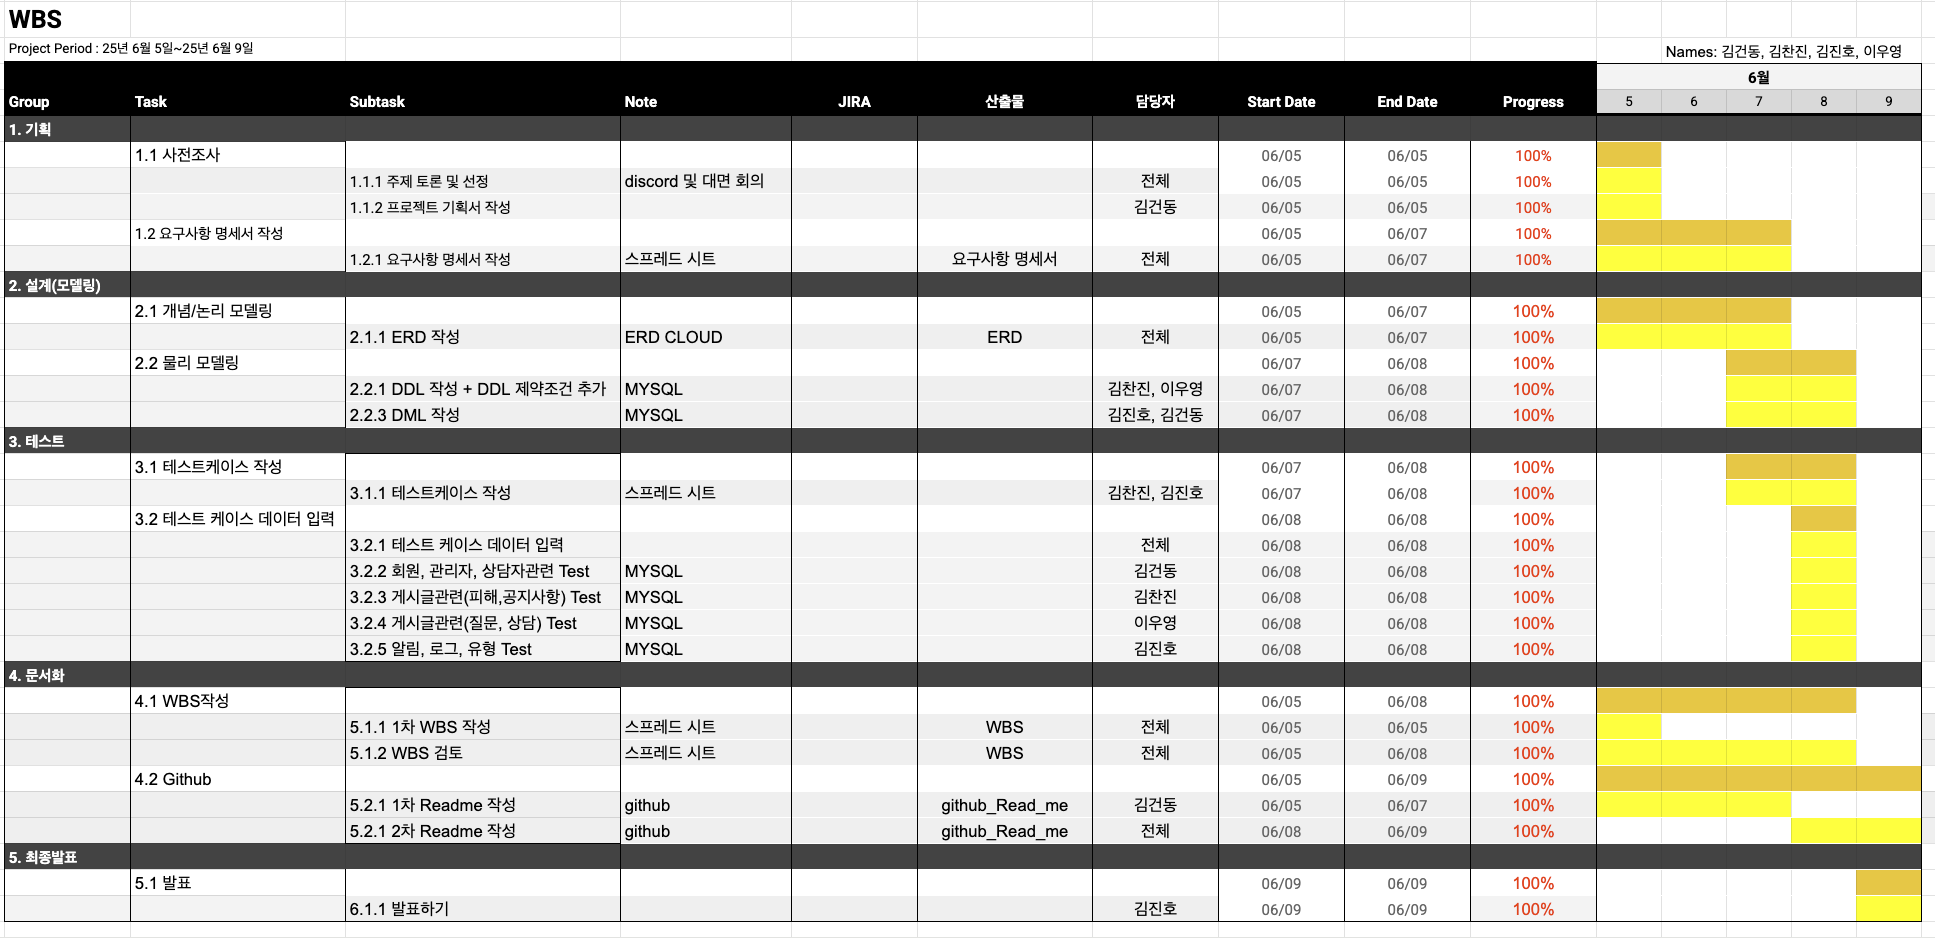 WBS
Project Period : 25년 6월 5일~25년 6월 9일
Names: 김건동, 김찬진, 김진호, 이우영
6월
Group Task Subtask Note JIRA 산출물 담당자 Start Date End Date Progress 5 6 7 8 9
1. 기획
1.1 사전조사 06/05 06/05 100%
1.1.1 주제 토론 및 선정 discord 및 대면 회의 전체 06/05 06/05 100%
1.1.2 프로젝트 기획서 작성 김건동 06/05 06/05 100%
1.2 요구사항 명세서 작성 06/05 06/07 100%
1.2.1 요구사항 명세서 작성 스프레드 시트 요구사항 명세서 전체 06/05 06/07 100%
2. 설계(모델링)
2.1 개념/논리 모델링 06/05 06/07 100%
2.1.1 ERD 작성 ERD CLOUD ERD 전체 06/05 06/07 100%
2.2 물리 모델링 06/07 06/08 100%
2.2.1 DDL 작성 + DDL 제약조건 추가 MYSQL 김찬진, 이우영 06/07 06/08 100%
2.2.3 DML 작성 MYSQL 김진호, 김건동 06/07 06/08 100%
3. 테스트
3.1 테스트케이스 작성 06/07 06/08 100%
3.1.1 테스트케이스 작성 스프레드 시트 김찬진, 김진호 06/07 06/08 100%
3.2 테스트 케이스 데이터 입력 06/08 06/08 100%
3.2.1 테스트 케이스 데이터 입력 전체 06/08 06/08 100%
3.2.2 회원, 관리자, 상담자관련 Test MYSQL 김건동 06/08 06/08 100%
3.2.3 게시글관련(피해,공지사항) Test MYSQL 김찬진 06/08 06/08 100%
3.2.4 게시글관련(질문, 상담) Test MYSQL 이우영 06/08 06/08 100%
3.2.5 알림, 로그, 유형 Test MYSQL 김진호 06/08 06/08 100%
4. 문서화
4.1 WBS작성 06/05 06/08 100%
5.1.1 1차 WBS 작성 스프레드 시트 WBS 전체 06/05 06/05 100%
5.1.2 WBS 검토 스프레드 시트 WBS 전체 06/05 06/08 100%
4.2 Github 06/05 06/09 100%
5.2.1 1차 Readme 작성 github github_Read_me 김건동 06/05 06/07 100%
5.2.1 2차 Readme 작성 github github_Read_me 전체 06/08 06/09 100%
5. 최종발표
5.1 발표 06/09 06/09 100%
6.1.1 발표하기 김진호 06/09 06/09 100%